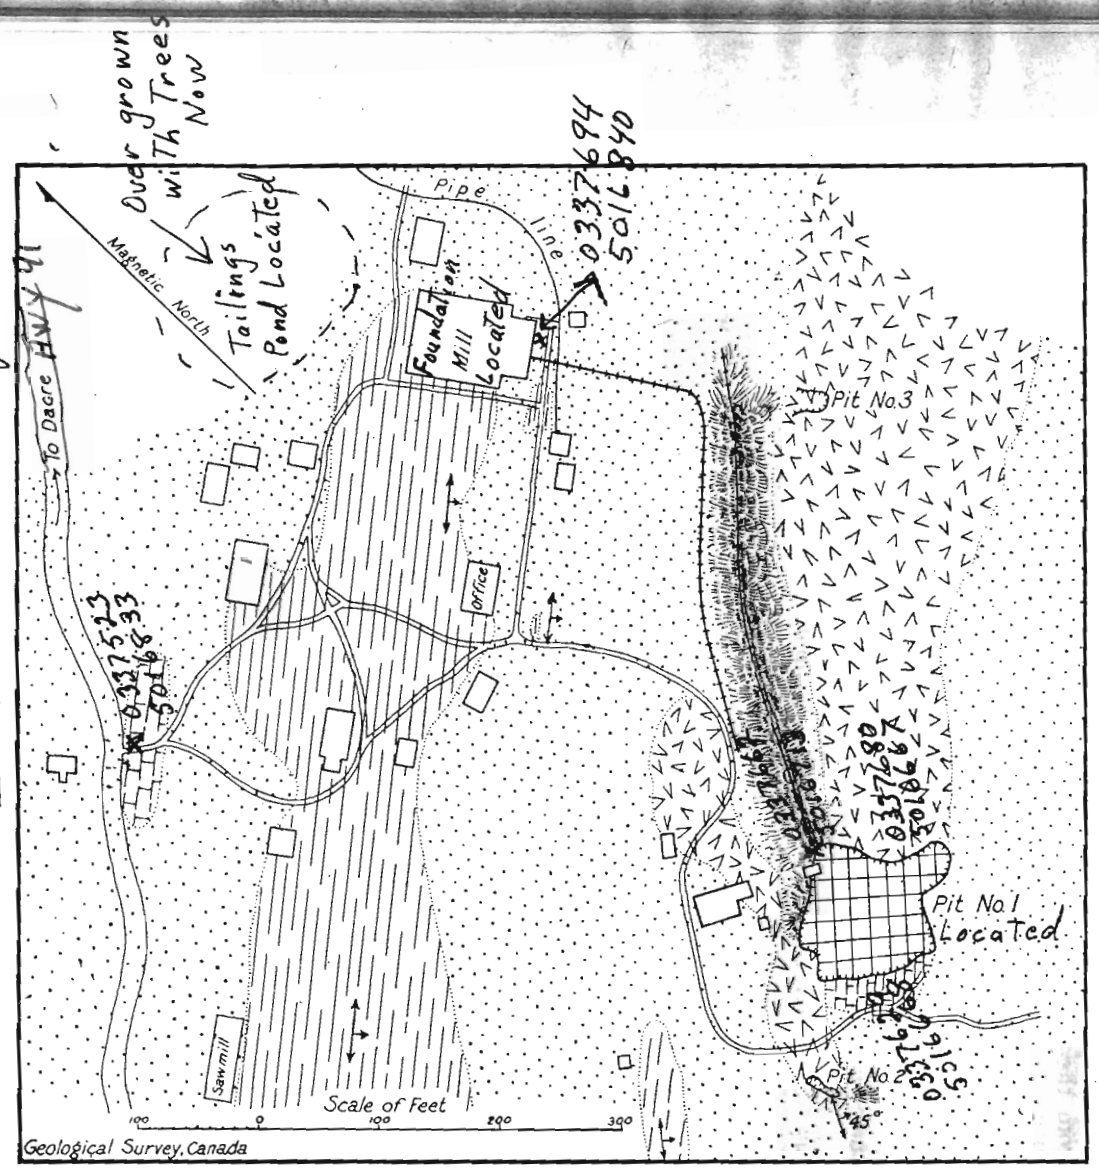 Over grown
with Trees
Now
Tailings
Pond Located
Magnetic North
To Dacre HWY 41
Pipe line
0337694
5016840
Foundation
Mill
Located
Pit No.3
Office
0337523
5016833
0337680
501666
Pit No.1
Located
Pit No.2
45°
Sawmill
Scale of Feet
100 0 100 200 300
Geological Survey, Canada